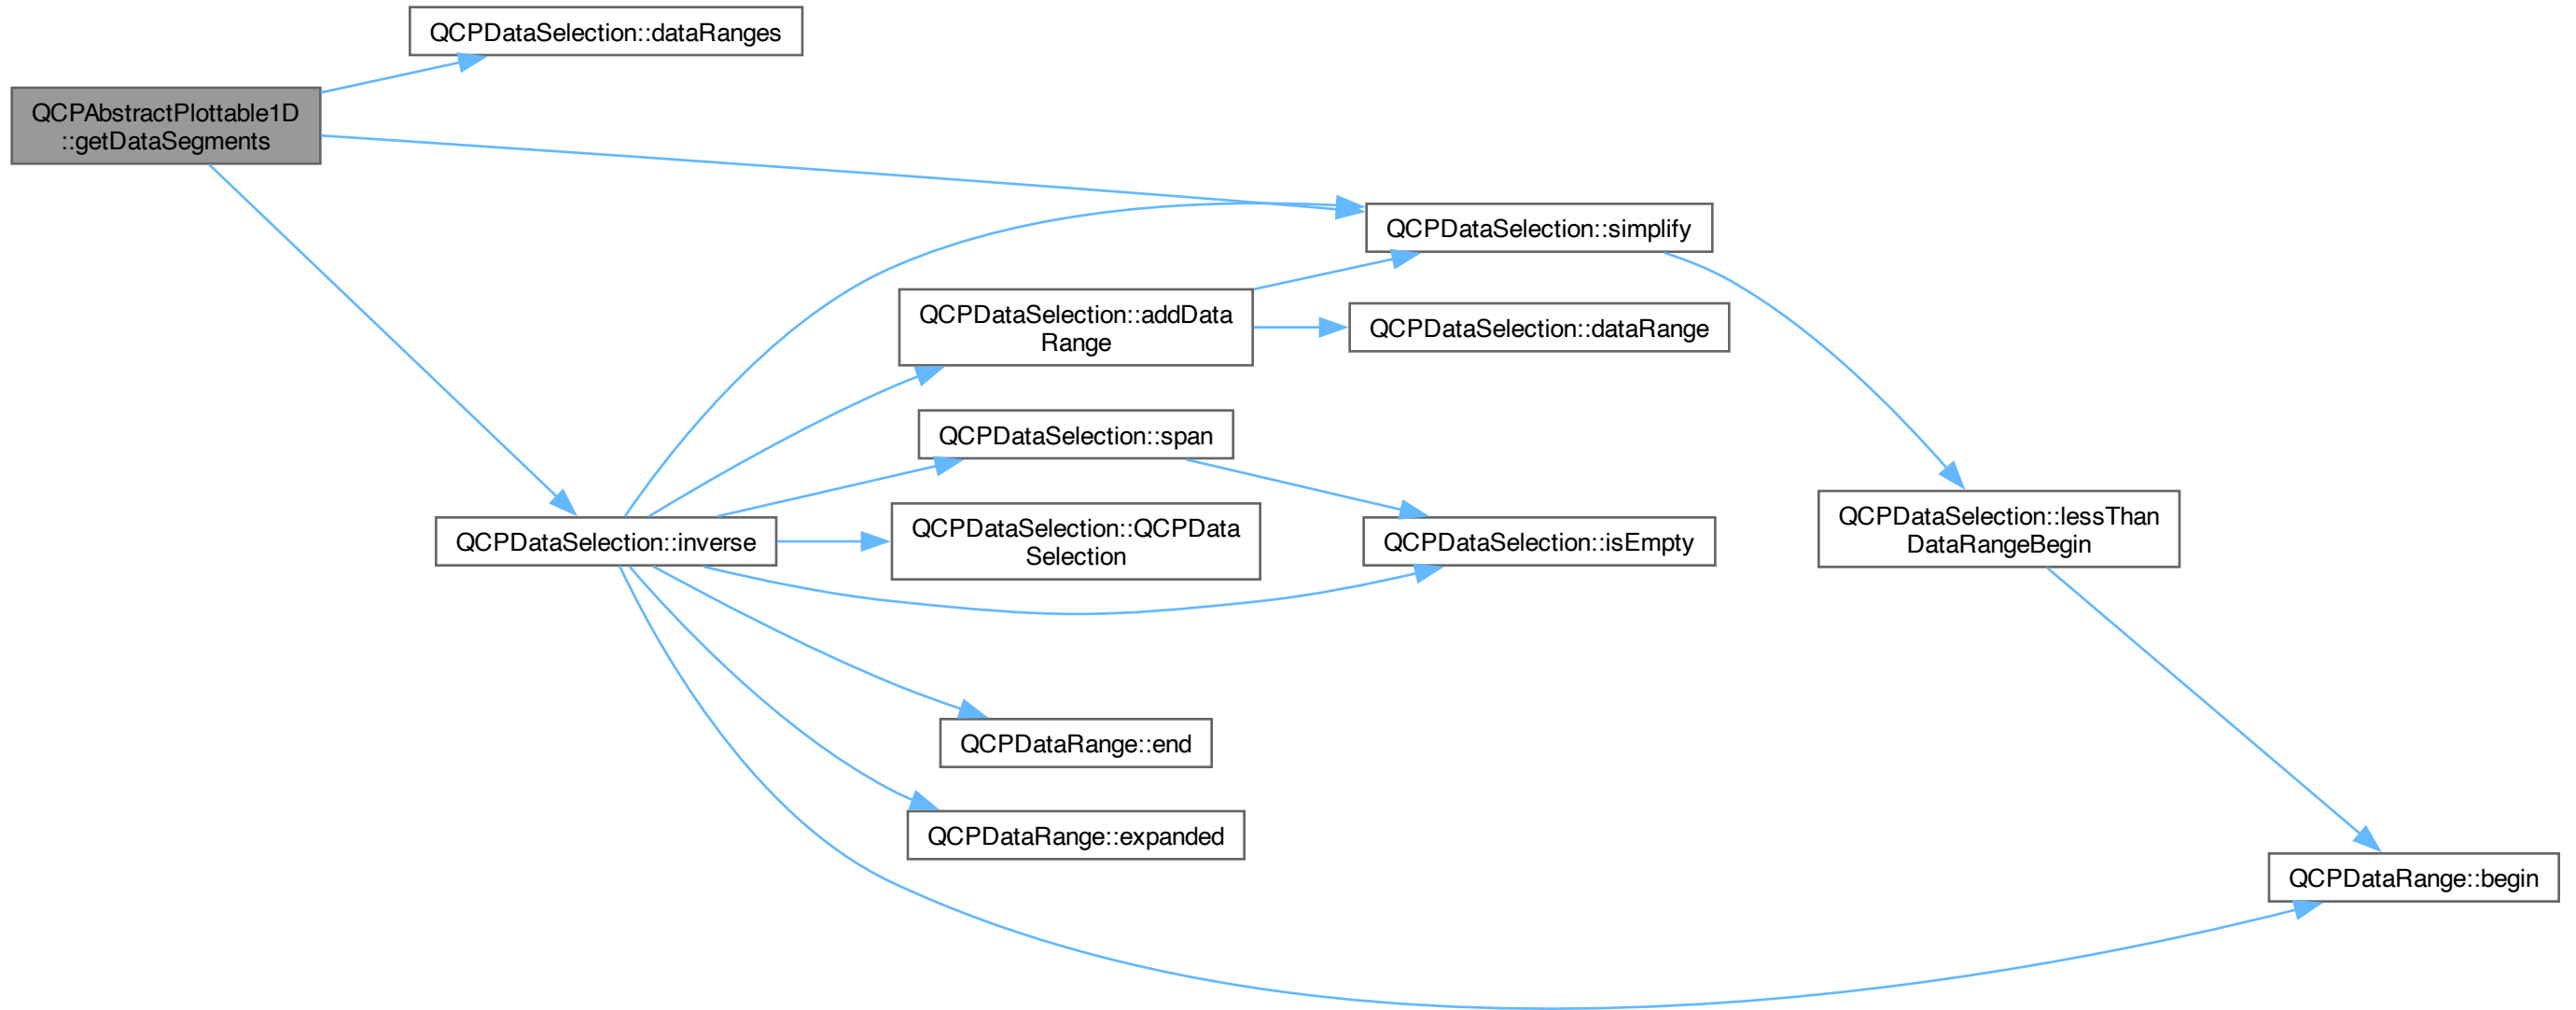 QCPDataSelection::dataRanges
QCPAbstractPlottable1D
::getDataSegments
QCPDataSelection::simplify
QCPDataSelection::addData
Range
QCPDataSelection::dataRange
QCPDataSelection::span
QCPDataSelection::inverse
QCPDataSelection::QCPData
Selection
QCPDataSelection::isEmpty
QCPDataSelection::lessThan
DataRangeBegin
QCPDataRange::end
QCPDataRange::expanded
QCPDataRange::begin